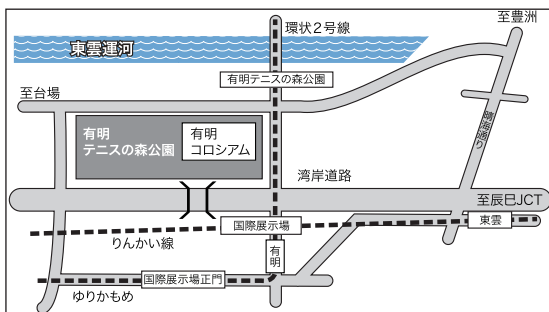 至豊洲
環状2号線
東雲運河
有明テニスの森公園
至台場
晴海通り
有明
テニスの森公園
有明
コロシアム
湾岸道路
至辰巳JCT
国際展示場
東雲
りんかい線
有明
国際展示場正門
ゆりかもめ